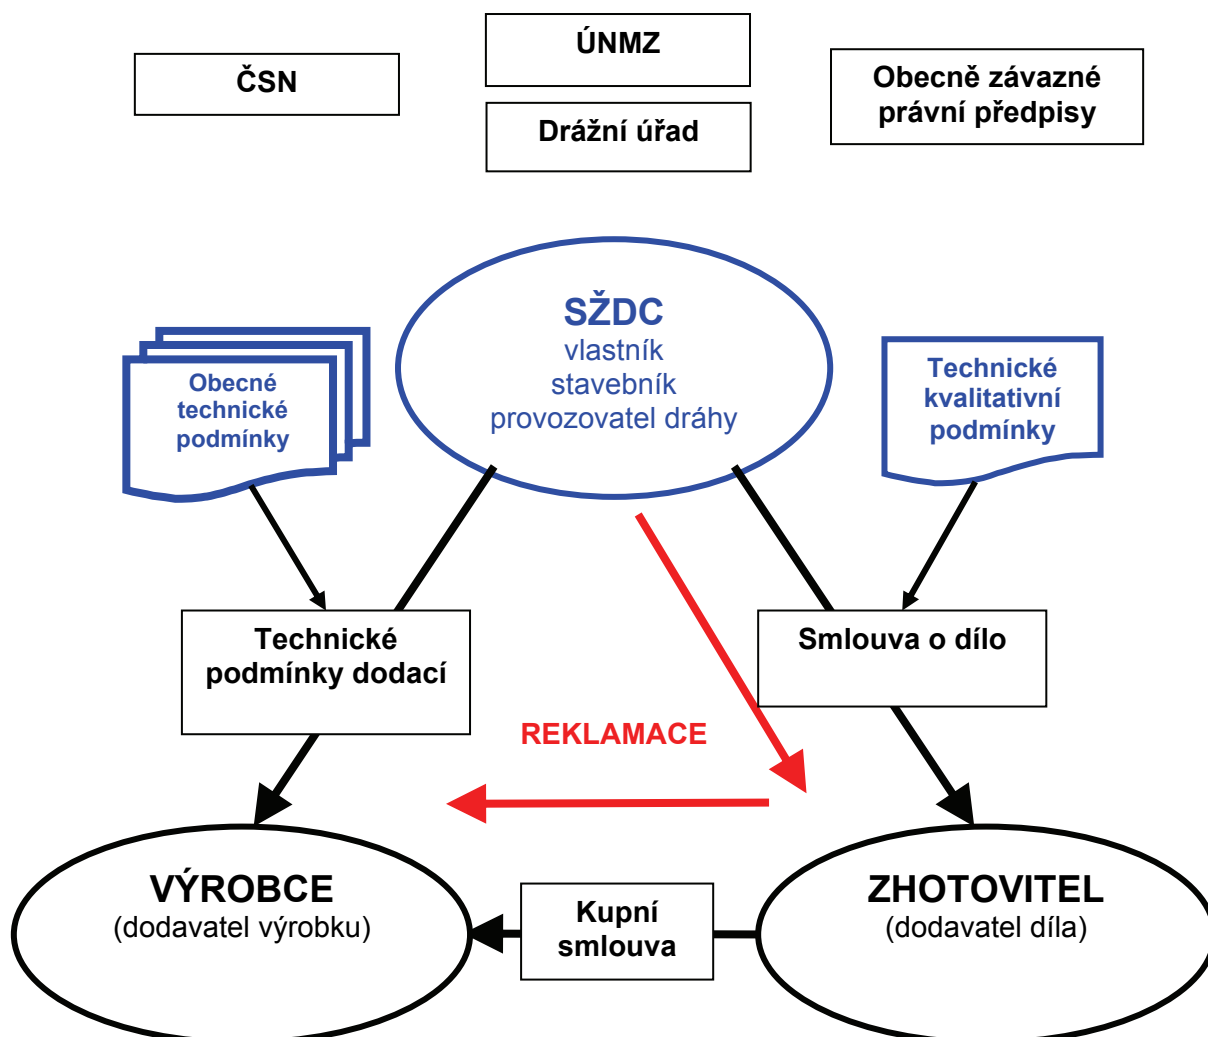 ČSN
ÚNMZ
Drážní úřad
Obecně závazné
právní předpisy
SŽDC
vlastník
stavebník
provozovatel dráhy
Obecné
technické
podmínky
Technické
kvalitativní
podmínky
Technické
podmínky dodací
Smlouva o dílo
REKLAMACE
VÝROBCE
(dodavatel výrobku)
Kupní
smlouva
ZHOTOVITEL
(dodavatel díla)